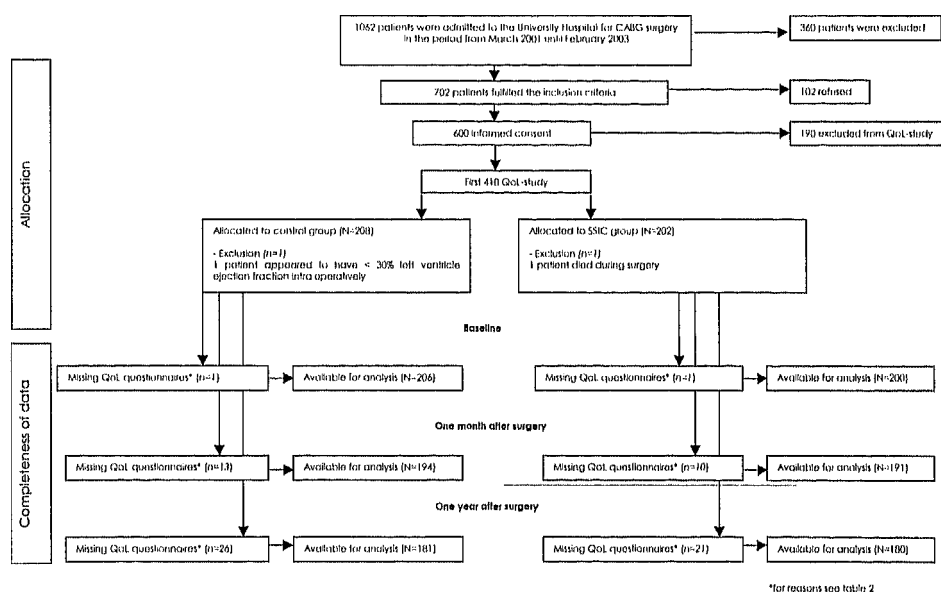 1062 patients were admitted to the University Hospital for CABG surgery
in the period from March 2001 until February 2003
360 patients were excluded
702 patients fulfilled the inclusion criteria
102 refused
600 informed consent
190 excluded from QoL-study
First 410 QoL-study
Allocation
Allocated to control group (N=208)
- Exclusion (n=1)
1 patient appeared to have < 30% left ventricle
ejection fraction intra operatively
Allocated to SSIC group (N=202)
- Exclusion (n=1)
1 patient died during surgery
Baseline
Completeness of data
Missing QoL questionnaires* (n=1)
Available for analysis (N=206)
Missing QoL questionnaires* (n=1)
Available for analysis (N=200)
One month after surgery
Missing QoL questionnaires* (n=13)
Available for analysis (N=194)
Missing QoL questionnaires* (n=10)
Available for analysis (N=191)
One year after surgery
Missing QoL questionnaires* (n=26)
Available for analysis (N=181)
Missing QoL questionnaires* (n=21)
Available for analysis (N=180)
*for reasons see table 2